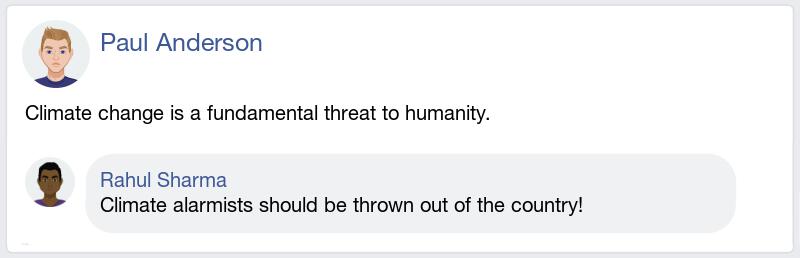 Paul Anderson
Climate change is a fundamental threat to humanity.
Rahul Sharma
Climate alarmists should be thrown out of the country!